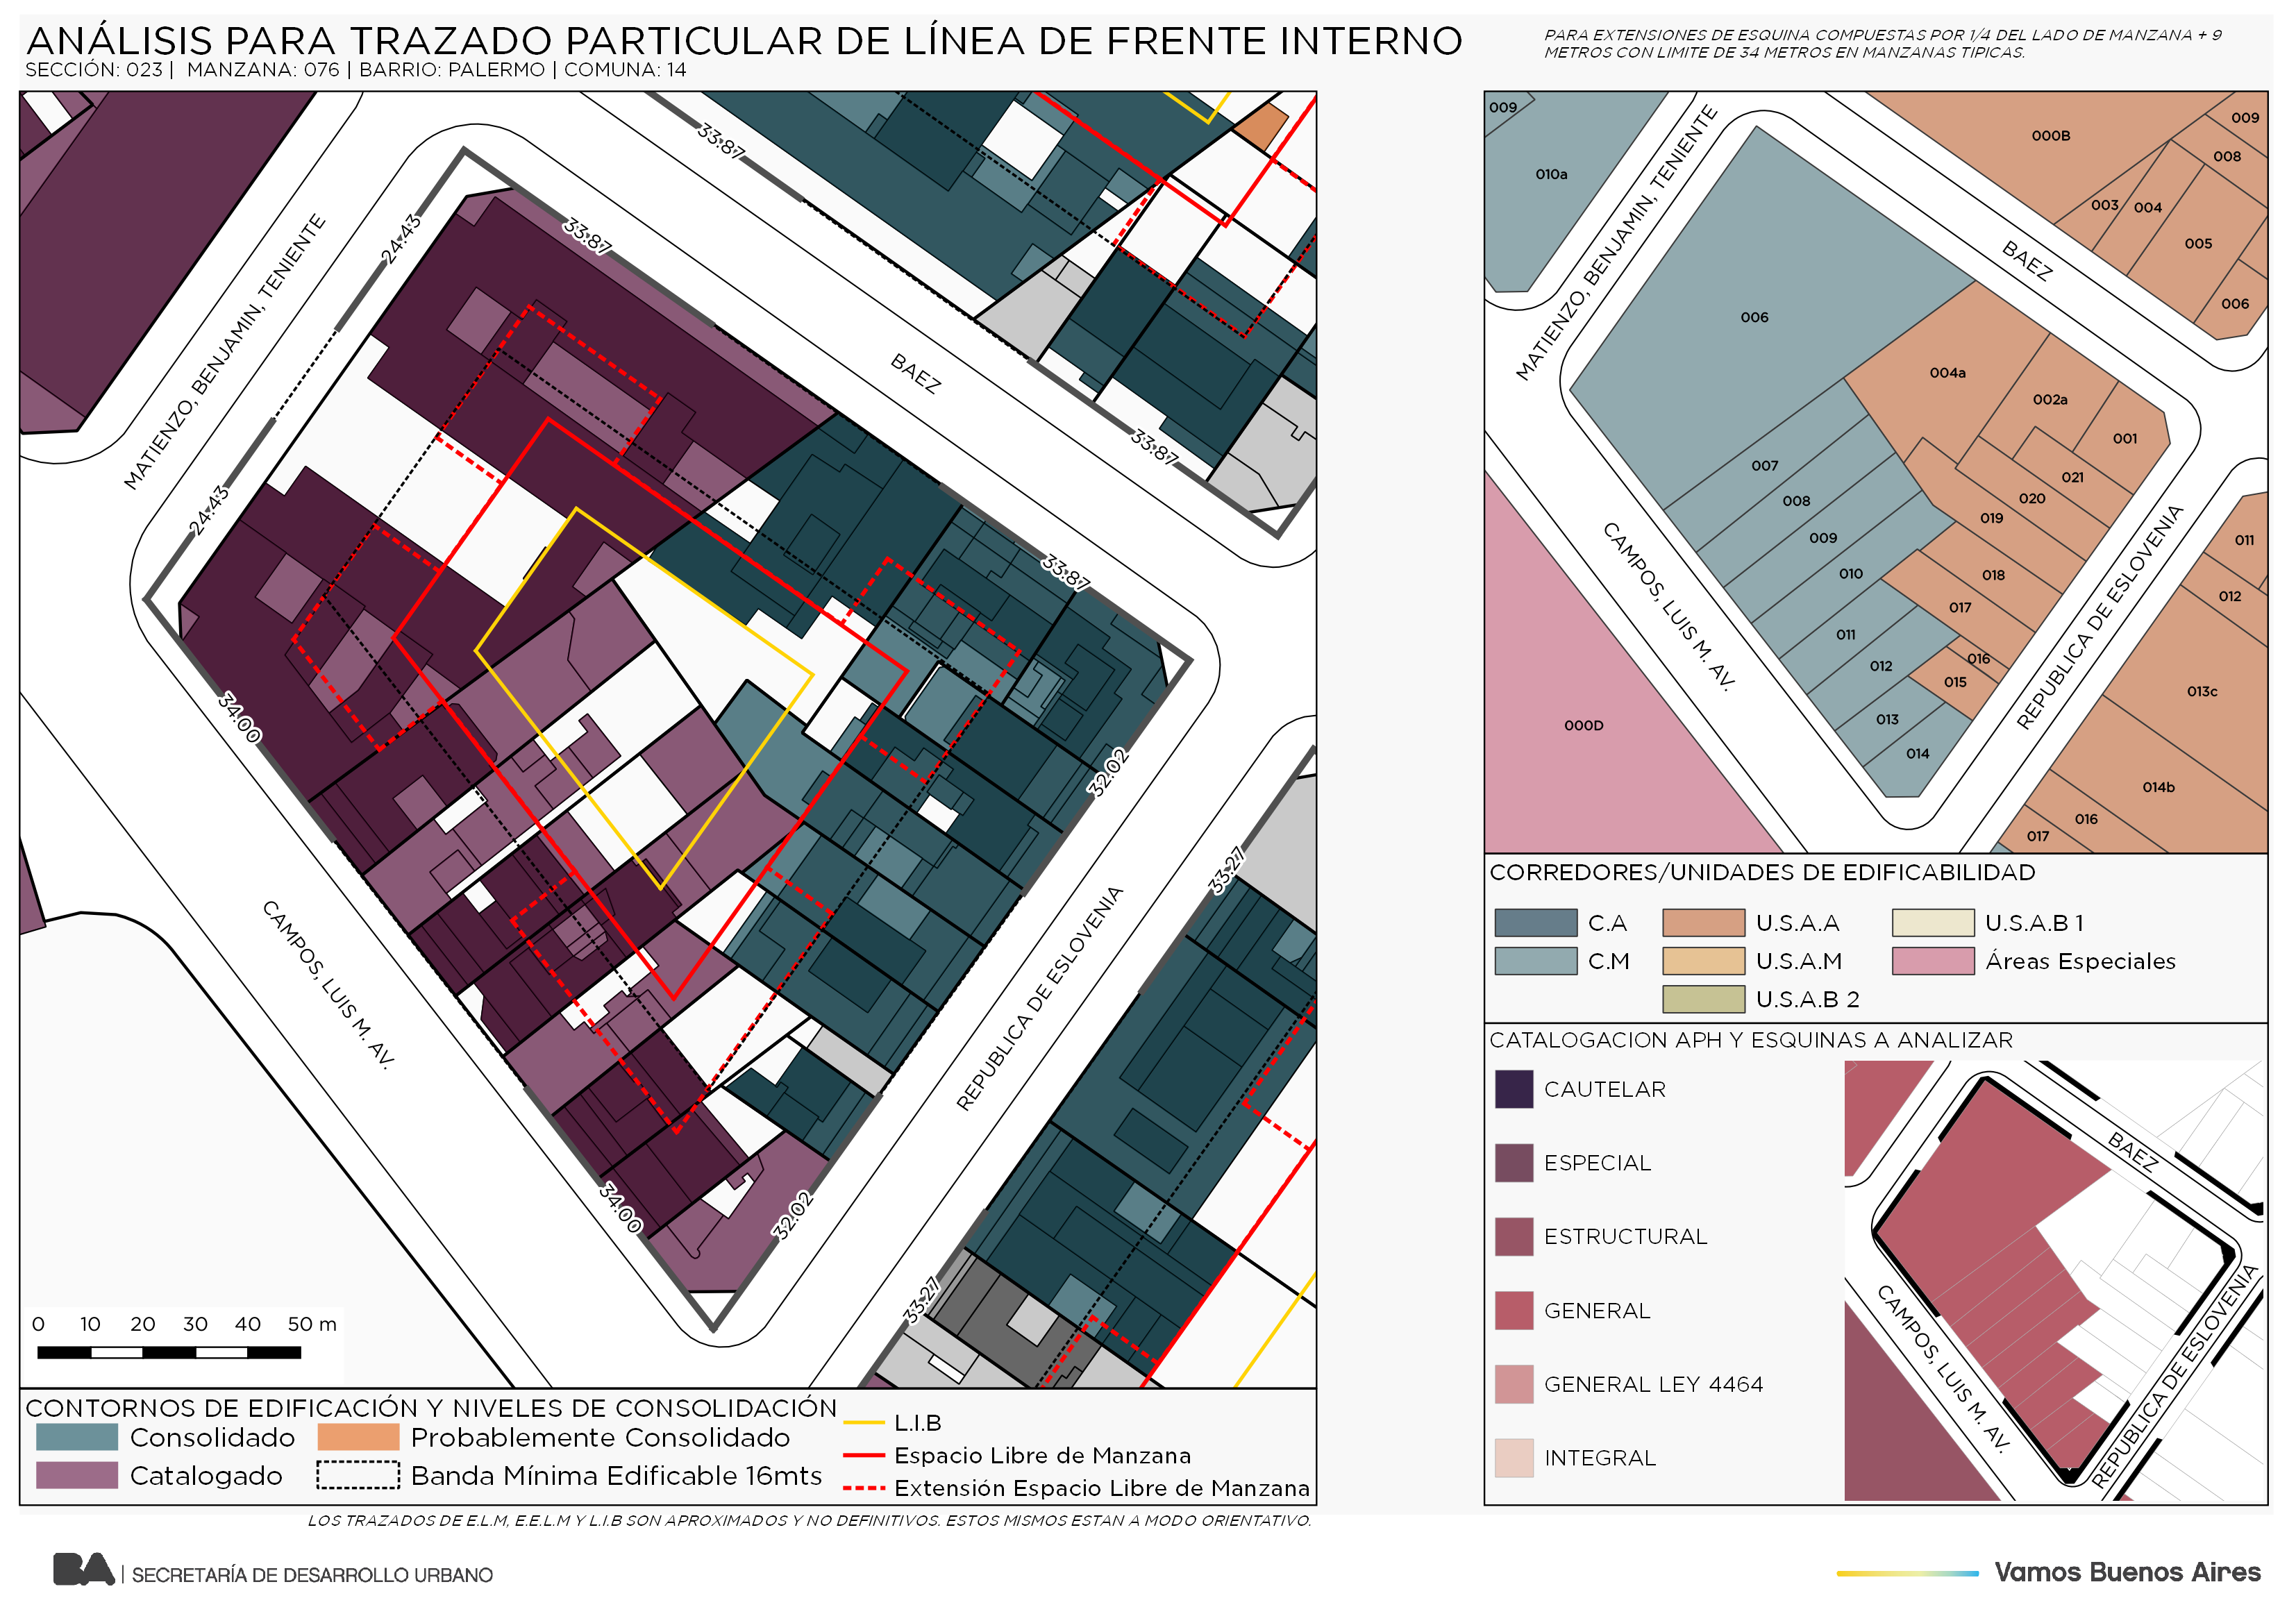 ANÁLISIS PARA TRAZADO PARTICULAR DE LÍNEA DE FRENTE INTERNO
SECCIÓN: 023 | MANZANA: 076 | BARRIO: PALERMO | COMUNA: 14
PARA EXTENSIONES DE ESQUINA COMPUESTAS POR 1/4 DEL LADO DE MANZANA + 9
METROS CON LIMITE DE 34 METROS EN MANZANAS TIPICAS.
33.87
24.43
33.87
MATIENZO, BENJAMIN, TENIENTE
BAEZ
33.87
24.43
33.87
34.00
32.02
33.27
CAMPOS, LUIS M. AV.
REPUBLICA DE ESLOVENIA
34.00
32.02
33.27
0 10 20 30 40 50 m
CONTORNOS DE EDIFICACIÓN Y NIVELES DE CONSOLIDACIÓN
Consolidado
Probablemente Consolidado
Catalogado
Banda Mínima Edificable 16mts
L.I.B
Espacio Libre de Manzana
Extensión Espacio Libre de Manzana
LOS TRAZADOS DE E.L.M, E.E.L.M Y L.I.B SON APROXIMADOS Y NO DEFINITIVOS. ESTOS MISMOS ESTAN A MODO ORIENTATIVO.
009
010a
MATIENZO, BENJAMIN, TENIENTE
000B
009
008
003
004
005
006
BAEZ
006
004a
002a
001
007
021
008
020
019
009
011
010
018
012
017
011
016
012
015
013c
013
014
000D
014b
016
017
CAMPOS, LUIS M. AV.
REPUBLICA DE ESLOVENIA
CORREDORES/UNIDADES DE EDIFICABILIDAD
C.A
U.S.A.A
U.S.A.B 1
C.M
U.S.A.M
Áreas Especiales
U.S.A.B 2
CATALOGACION APH Y ESQUINAS A ANALIZAR
CAUTELAR
ESPECIAL
ESTRUCTURAL
GENERAL
GENERAL LEY 4464
INTEGRAL
BAEZ
CAMPOS, LUIS M. AV.
REPUBLICA DE ESLOVENIA
BA | SECRETARÍA DE DESARROLLO URBANO
Vamos Buenos Aires